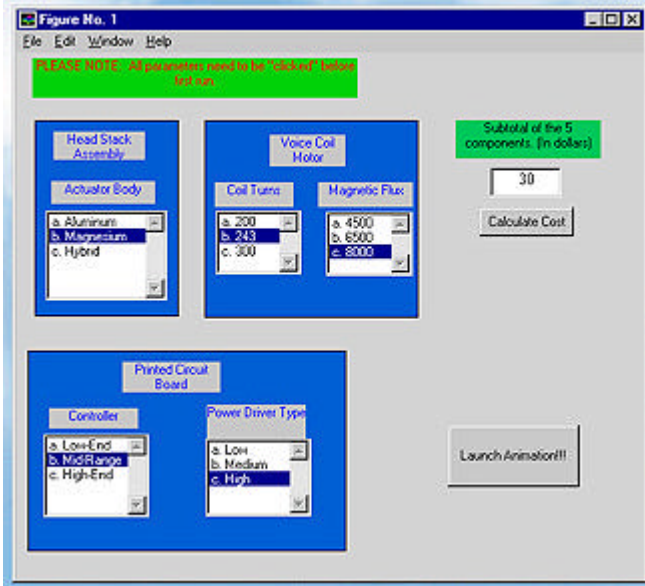 Figure No. 1
File Edit Window Help
PLEASE NOTE. All parameters need to be "clicked" before
first run.
Head Stack
Assembly
Actuator Body
a. Aluminum
b. Magnesium
c. Hybrid
Voice Coil
Motor
Coil Turns
a. 200
b. 243
c. 300
Magnetic Flux
a. 4500
b. 6500
c. 8000
Subtotal of the 5
components. (In dollars)
30
Calculate Cost
Printed Circuit
Board
Controller
a. Low-End
b. Mid-Range
c. High-End
Power Driver Type
a. Low
b. Medium
c. High
Launch Animation!!!